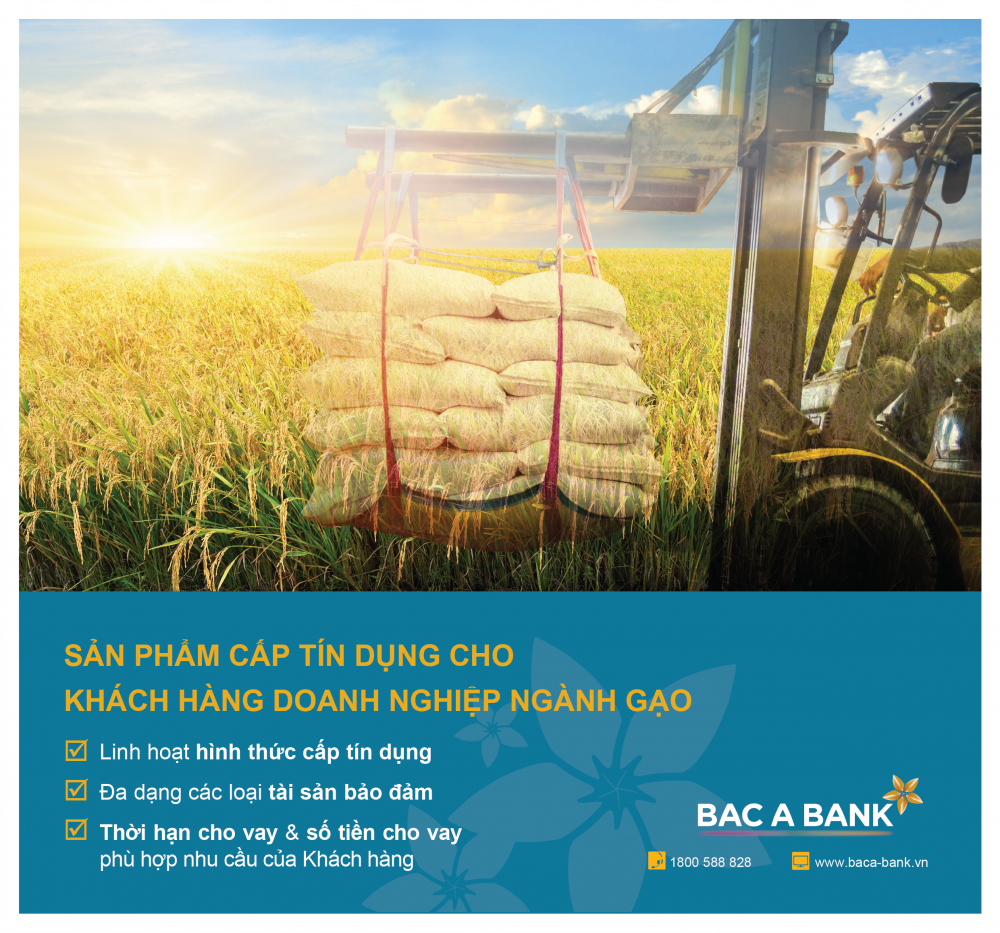 SẢN PHẨM CẤP TÍN DỤNG CHO
KHÁCH HÀNG DOANH NGHIỆP NGÀNH GẠO
Linh hoạt hình thức cấp tín dụng
Đa dạng các loại tài sản bảo đảm
Thời hạn cho vay & số tiền cho vay
phù hợp nhu cầu của Khách hàng
BAC A BANK
1800 588 828
www.baca-bank.vn